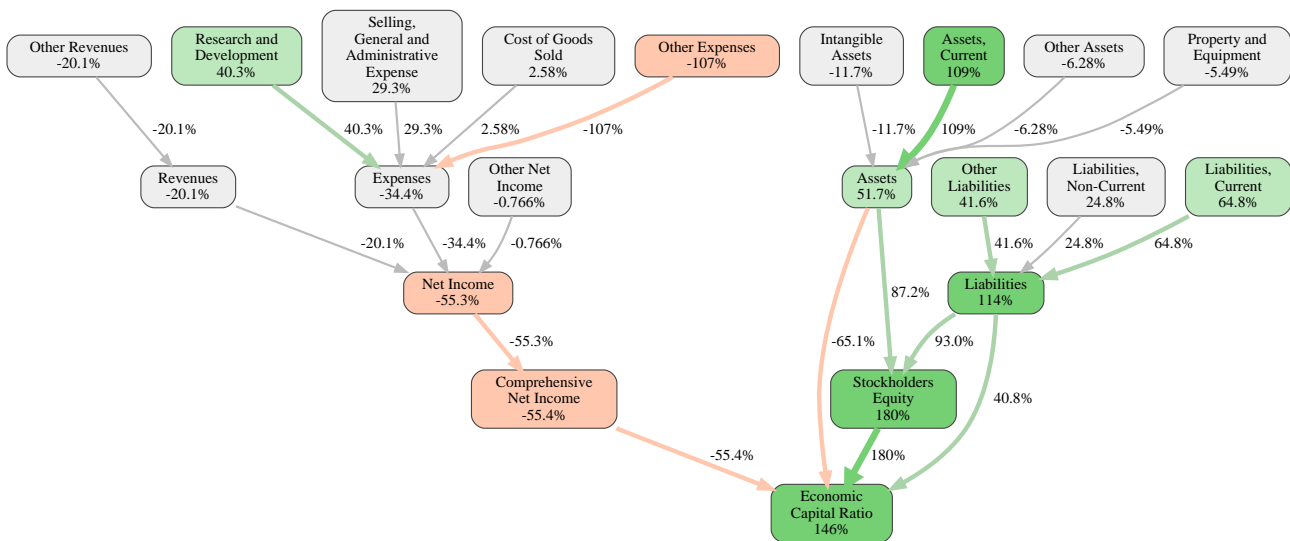 Other Revenues
-20.1%
Research and
Development
40.3%
Selling,
General and
Administrative
Expense
29.3%
Cost of Goods
Sold
2.58%
Other Expenses
-107%
Intangible
Assets
-11.7%
Assets,
Current
109%
Other Assets
-6.28%
Property and
Equipment
-5.49%
-20.1%
40.3%
29.3%
2.58%
-107%
-11.7%
109%
-6.28%
-5.49%
Revenues
-20.1%
Expenses
-34.4%
Other Net
Income
-0.766%
Assets
51.7%
Other
Liabilities
41.6%
Liabilities,
Non-Current
24.8%
Liabilities,
Current
64.8%
-20.1%
-34.4%
-0.766%
41.6%
24.8%
64.8%
Net Income
-55.3%
87.2%
Liabilities
114%
-55.3%
-65.1%
93.0%
Comprehensive
Net Income
-55.4%
Stockholders
Equity
180%
40.8%
-55.4%
180%
Economic
Capital Ratio
146%